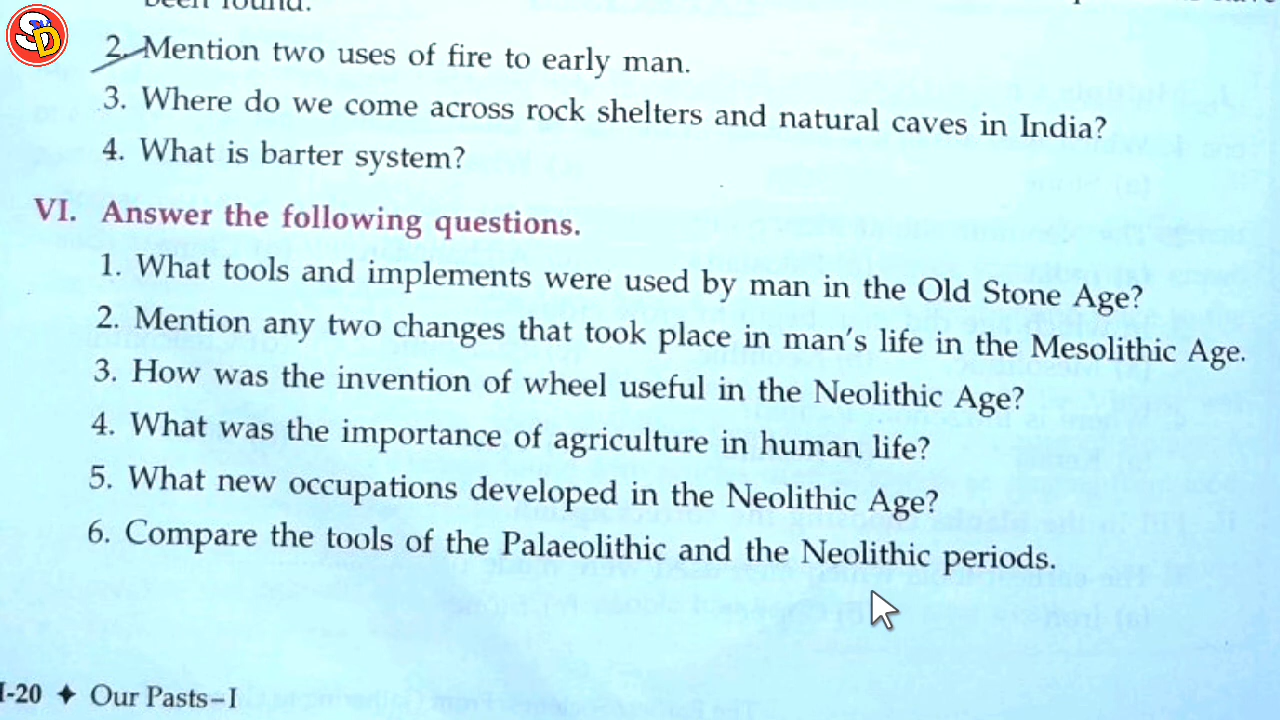 been found.
2. Mention two uses of fire to early man.
3. Where do we come across rock shelters and natural caves in India?
4. What is barter system?
VI. Answer the following questions.
1. What tools and implements were used by man in the Old Stone Age?
2. Mention any two changes that took place in man's life in the Mesolithic Age.
3. How was the invention of wheel useful in the Neolithic Age?
4. What was the importance of agriculture in human life?
5. What new occupations developed in the Neolithic Age?
6. Compare the tools of the Palaeolithic and the Neolithic periods.
I-20 ✦ Our Pasts–I
SD